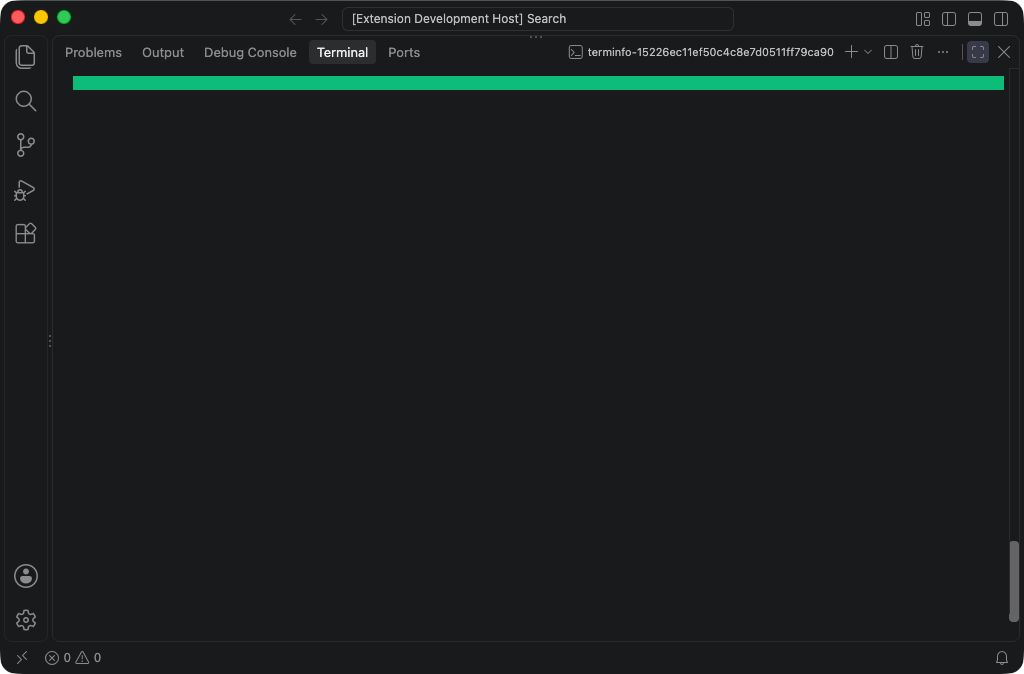 [Extension Development Host] Search
Problems Output Debug Console Terminal Ports terminfo-15226ec11ef50c4c8e7d0511ff79ca90
0 0